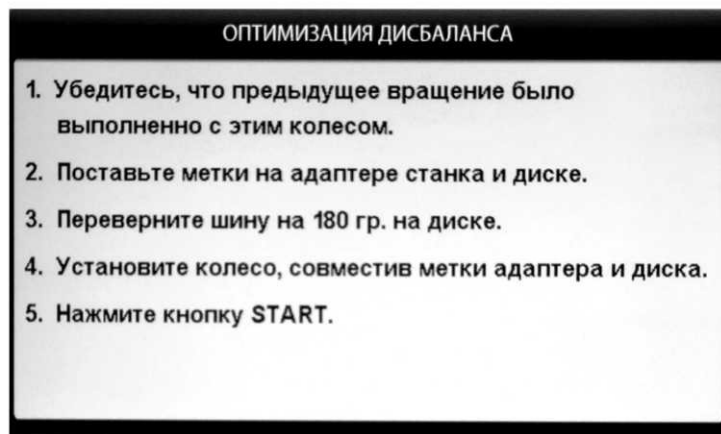 ОПТИМИЗАЦИЯ ДИСБАЛАНСА
1. Убедитесь, что предыдущее вращение было
выполненно с этим колесом.
2. Поставьте метки на адаптере станка и диске.
3. Переверните шину на 180 гр. на диске.
4. Установите колесо, совместив метки адаптера и диска.
5. Нажмите кнопку START.